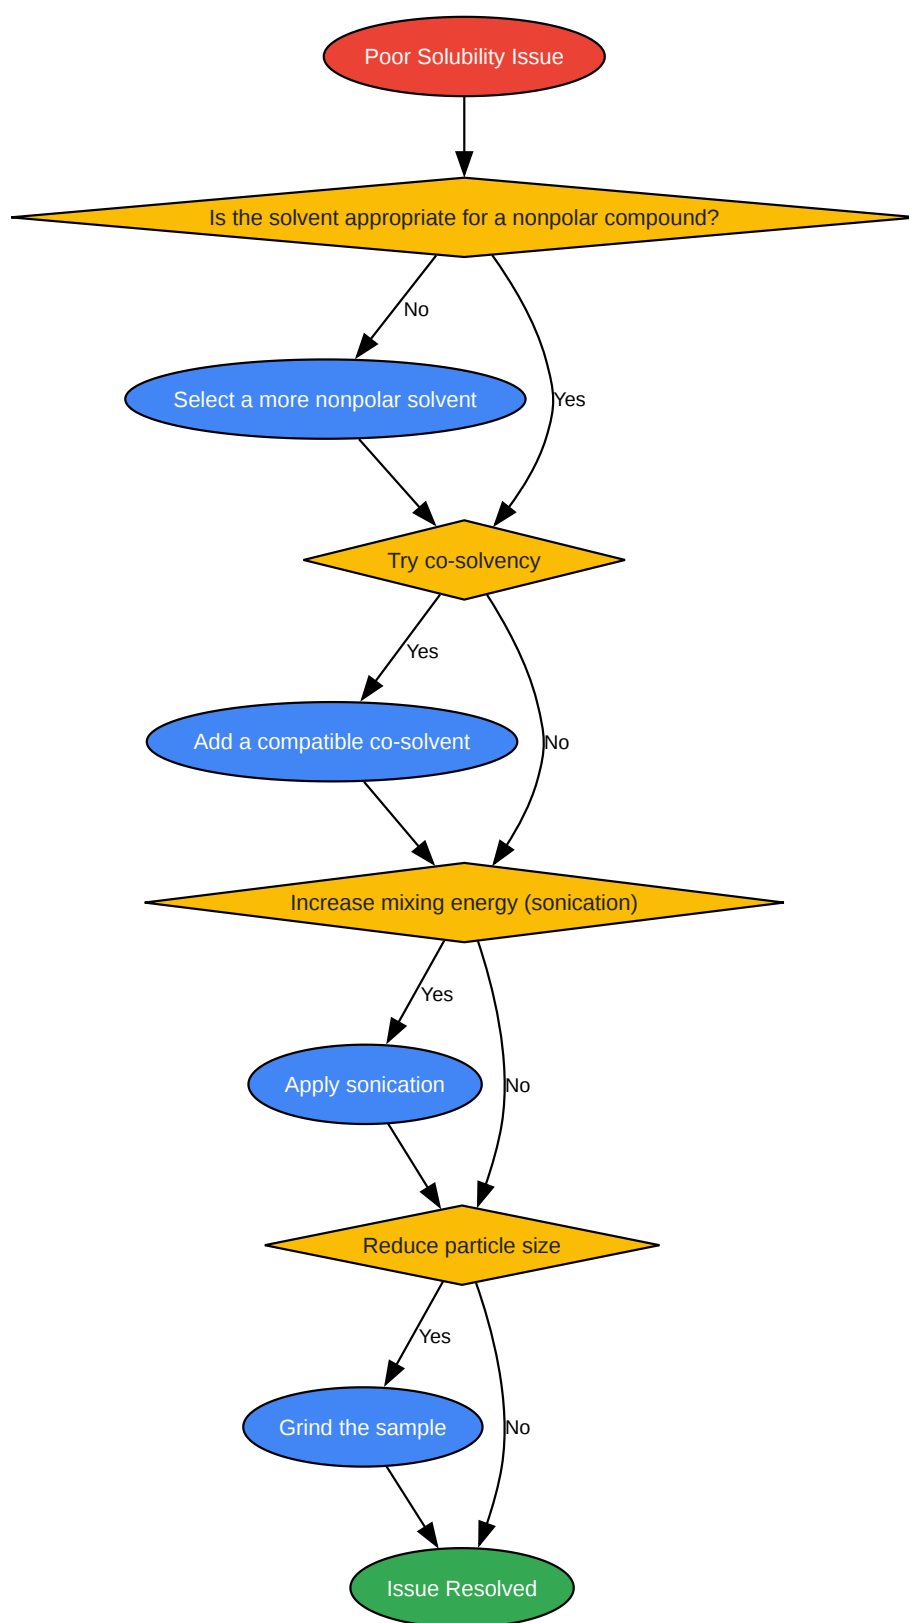 Poor Solubility Issue
Is the solvent appropriate for a nonpolar compound?
No
Select a more nonpolar solvent
Yes
Try co-solvency
Yes
Add a compatible co-solvent
No
Increase mixing energy (sonication)
Yes
Apply sonication
No
Reduce particle size
Yes
Grind the sample
No
Issue Resolved